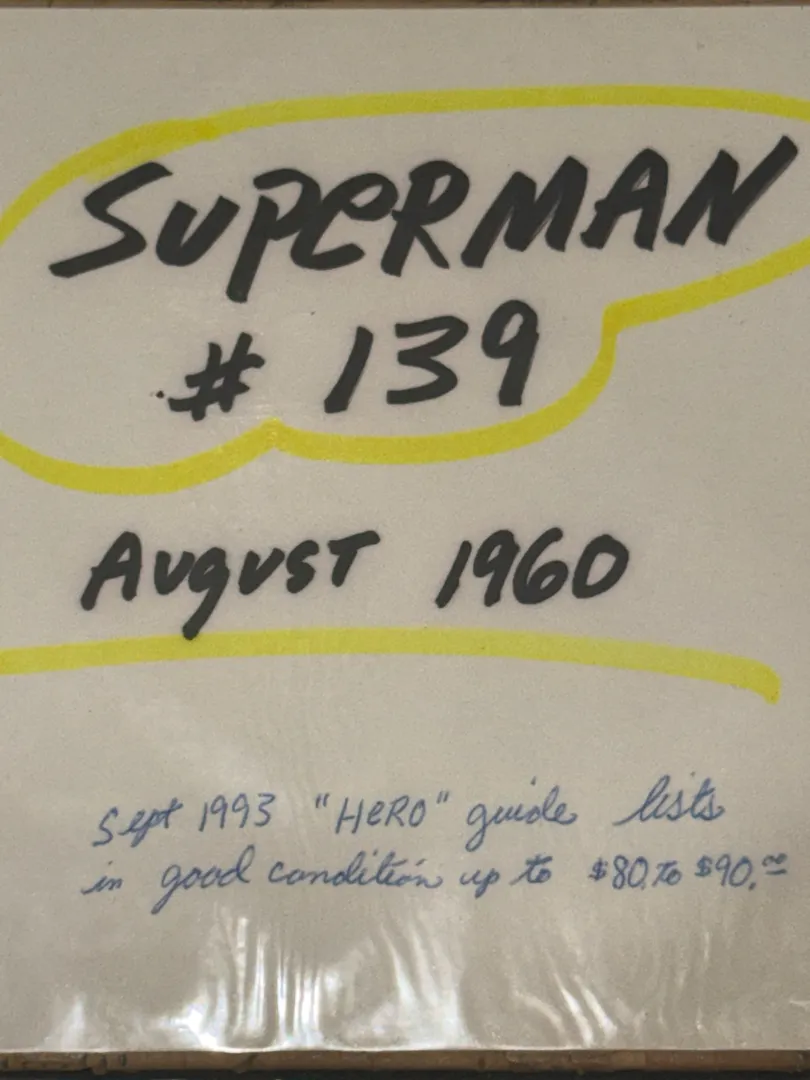 SUPeRMAN
# 139
AuguST 1960
Sept 1993 "HeRO" guide lists
in good condition up to $80. to $90.00